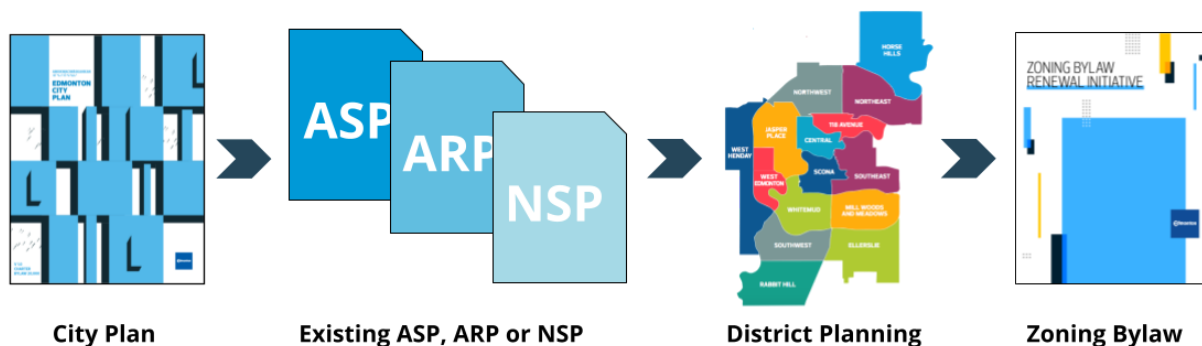 EDMONTON
CITY
PLAN
ASP
ARP
NSP
HORSE
HILLS
NORTHWEST
NORTHEAST
JASPER
PLACE
118 AVENUE
CENTRAL
WEST
HENDAY
SCONA
WEST
EDMONTON
SOUTHEAST
WHITEMUD
MILL WOODS
AND MEADOWS
SOUTHWEST
ELLERSLIE
RABBIT HILL
ZONING BYLAW
RENEWAL INITIATIVE
Edmonton
City Plan
Existing ASP, ARP or NSP
District Planning
Zoning Bylaw